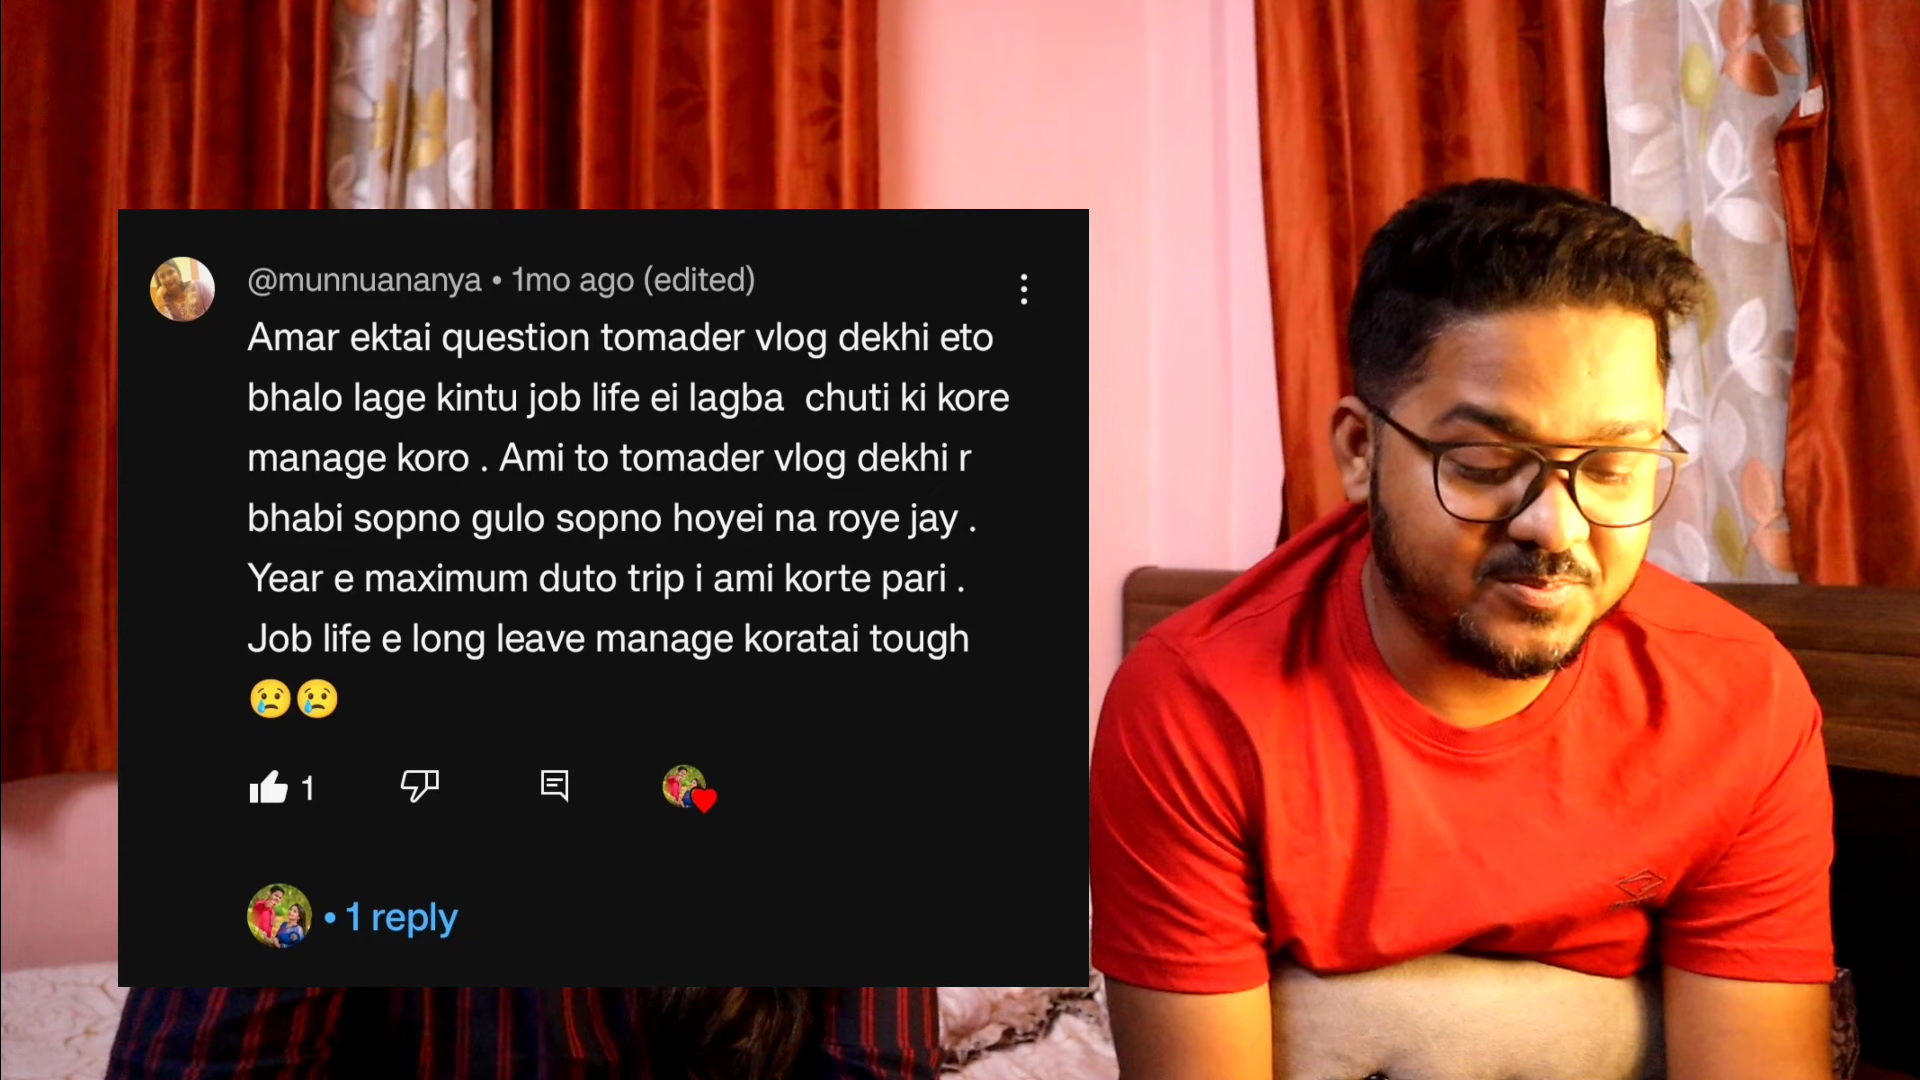 @munnuananya • 1mo ago (edited)
Amar ektai question tomader vlog dekhi eto
bhalo lage kintu job life ei lagba chuti ki kore
manage koro . Ami to tomader vlog dekhi r
bhabi sopno gulo sopno hoyei na roye jay .
Year e maximum duto trip i ami korte pari .
Job life e long leave manage koratai tough
😢😢
1
• 1 reply